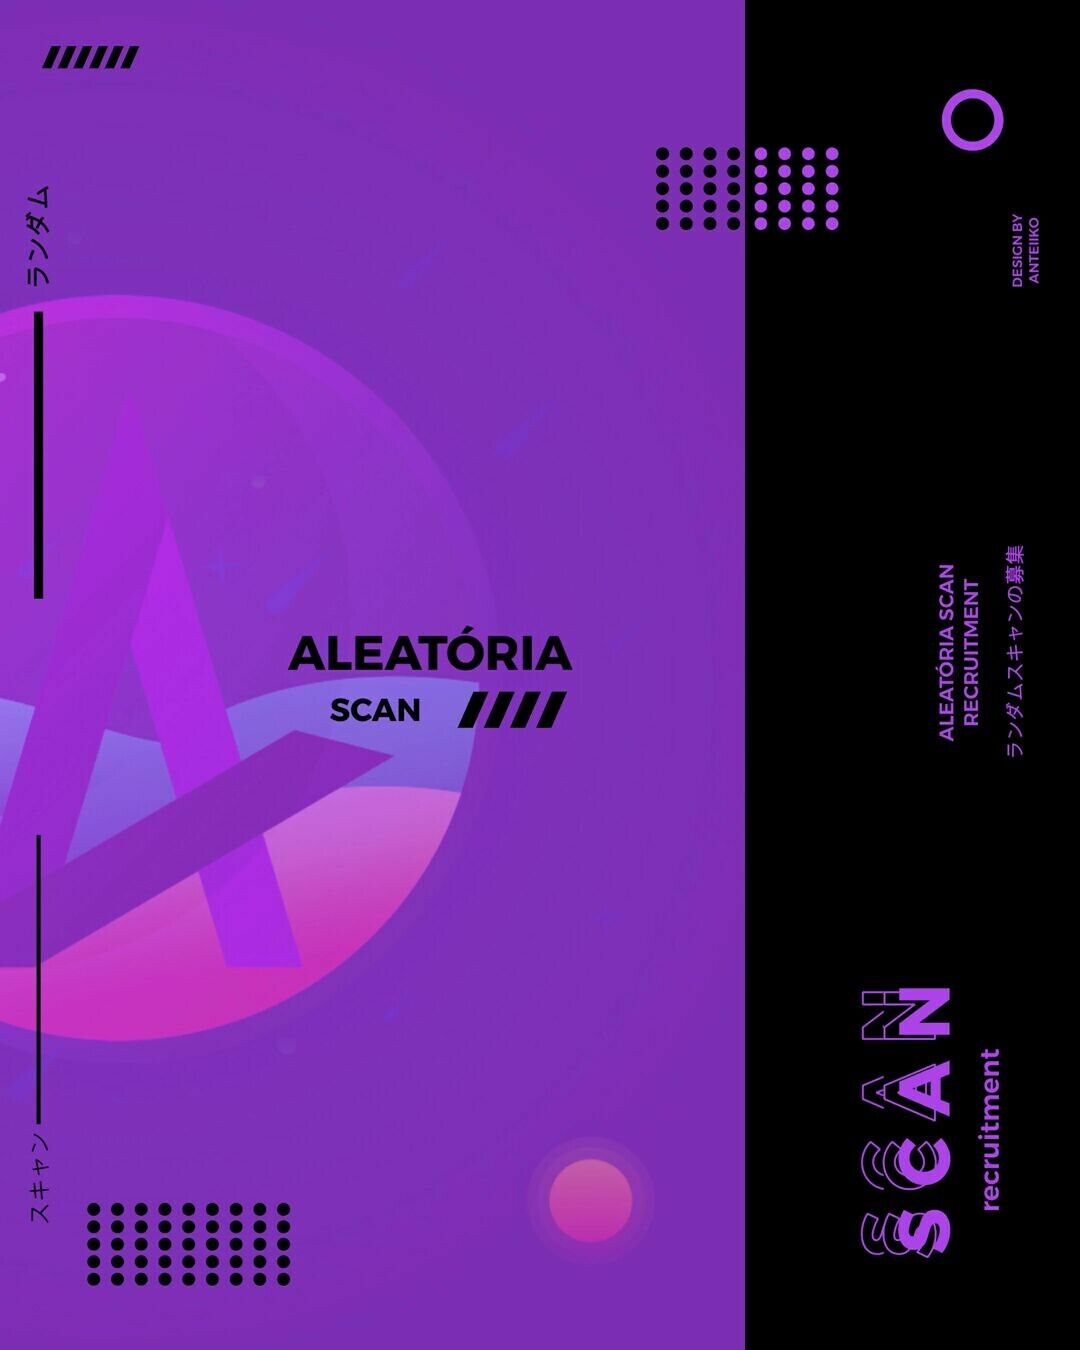 ランダム
スキャン
ALEATÓRIA
SCAN
DESIGN BY
ANTEIIKO
ALEATÓRIA SCAN
RECRUITMENT
ランダムスキャンの募集
SCAN
recruitment